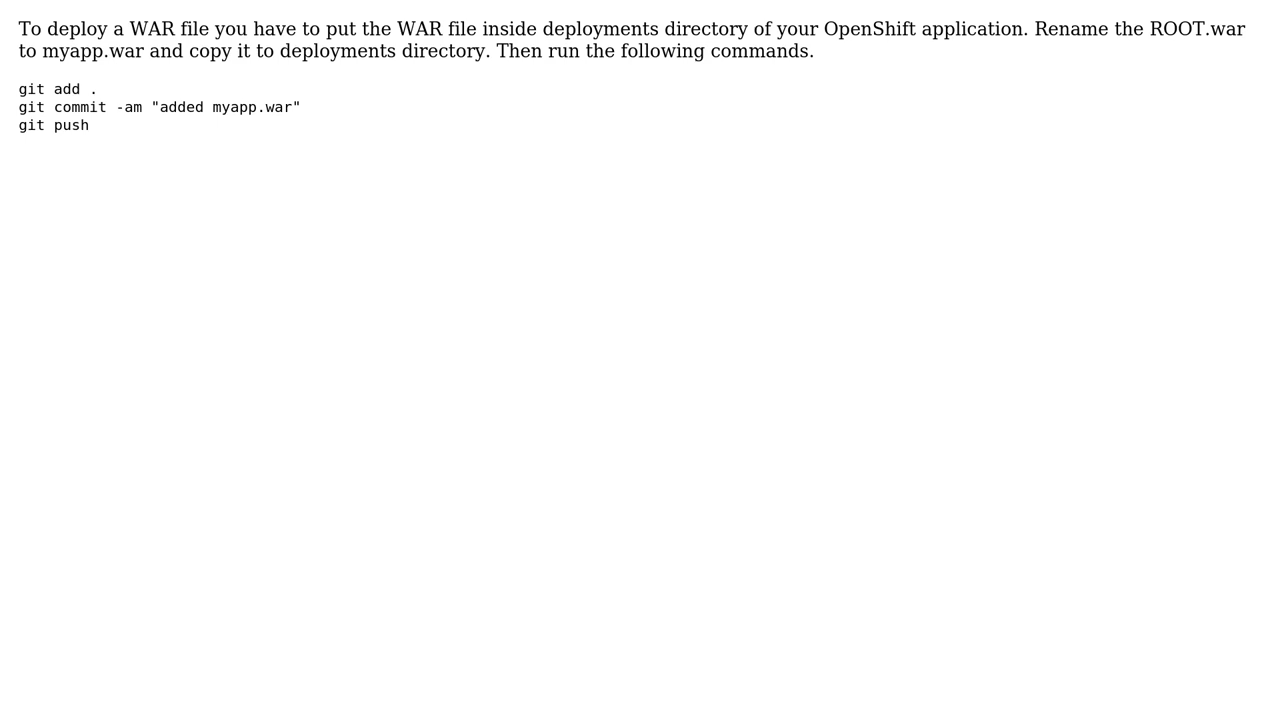 To deploy a WAR file you have to put the WAR file inside deployments directory of your OpenShift application. Rename the ROOT.war
to myapp.war and copy it to deployments directory. Then run the following commands.
git add .
git commit -am "added myapp.war"
git push